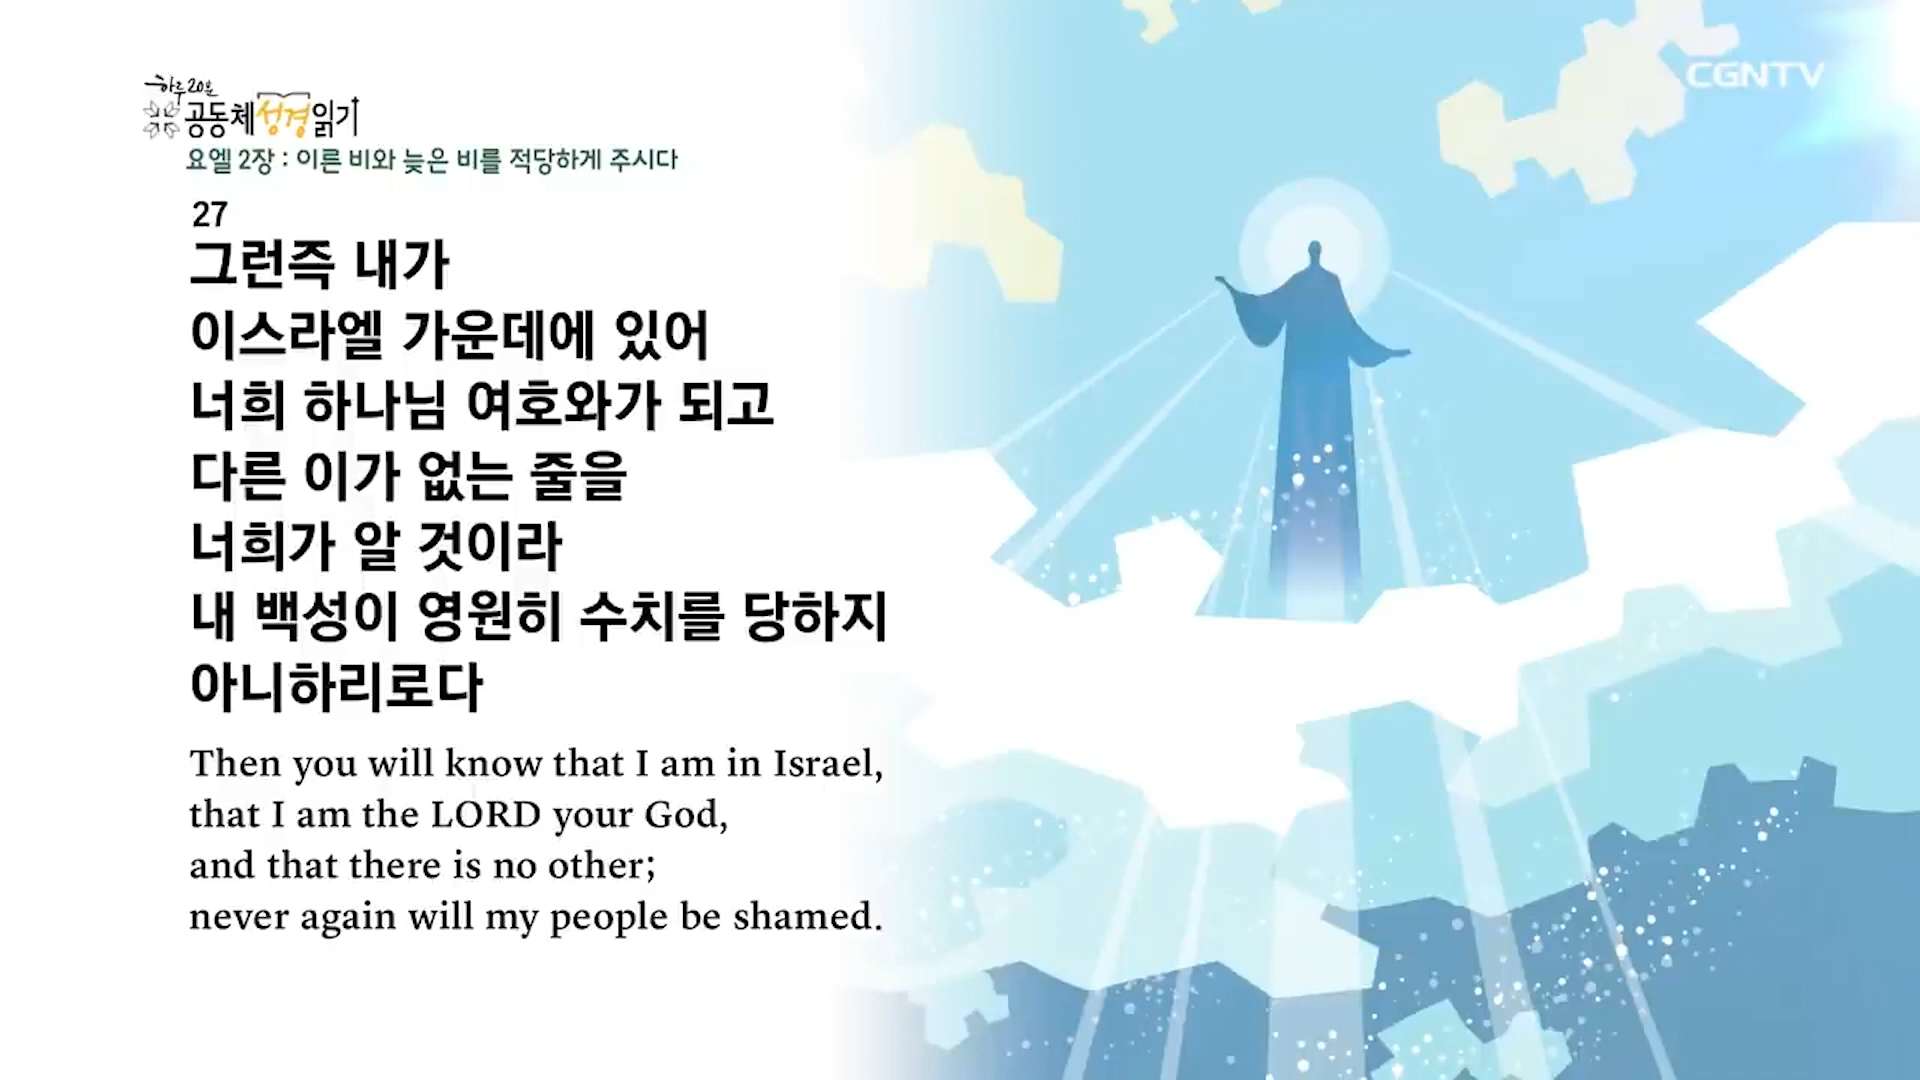 하루 20분
공동체성경읽기
CGNTV
요엘 2장 : 이른 비와 늦은 비를 적당하게 주시다
27
그런즉 내가
이스라엘 가운데에 있어
너희 하나님 여호와가 되고
다른 이가 없는 줄을
너희가 알 것이라
내 백성이 영원히 수치를 당하지
아니하리로다
Then you will know that I am in Israel,
that I am the LORD your God,
and that there is no other;
never again will my people be shamed.